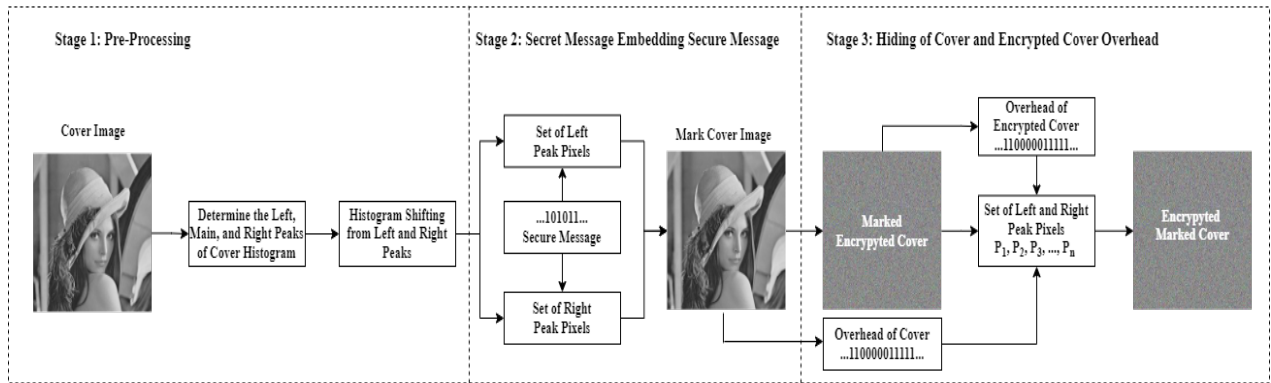 Stage 1: Pre-Processing
Cover Image
Determine the Left,
Main, and Right Peaks
of Cover Histogram
Histogram Shifting
from Left and Right
Peaks
Stage 2: Secret Message Embedding Secure Message
Set of Left
Peak Pixels
...101011...
Secure Message
Set of Right
Peak Pixels
Mark Cover Image
Stage 3: Hiding of Cover and Encrypted Cover Overhead
Marked
Encrypyted Cover
Overhead of
Encrypted Cover
...110000011111...
Set of Left and Right
Peak Pixels
P1, P2, P3, ..., Pn
Overhead of Cover
...110000011111...
Encrypyted
Marked Cover